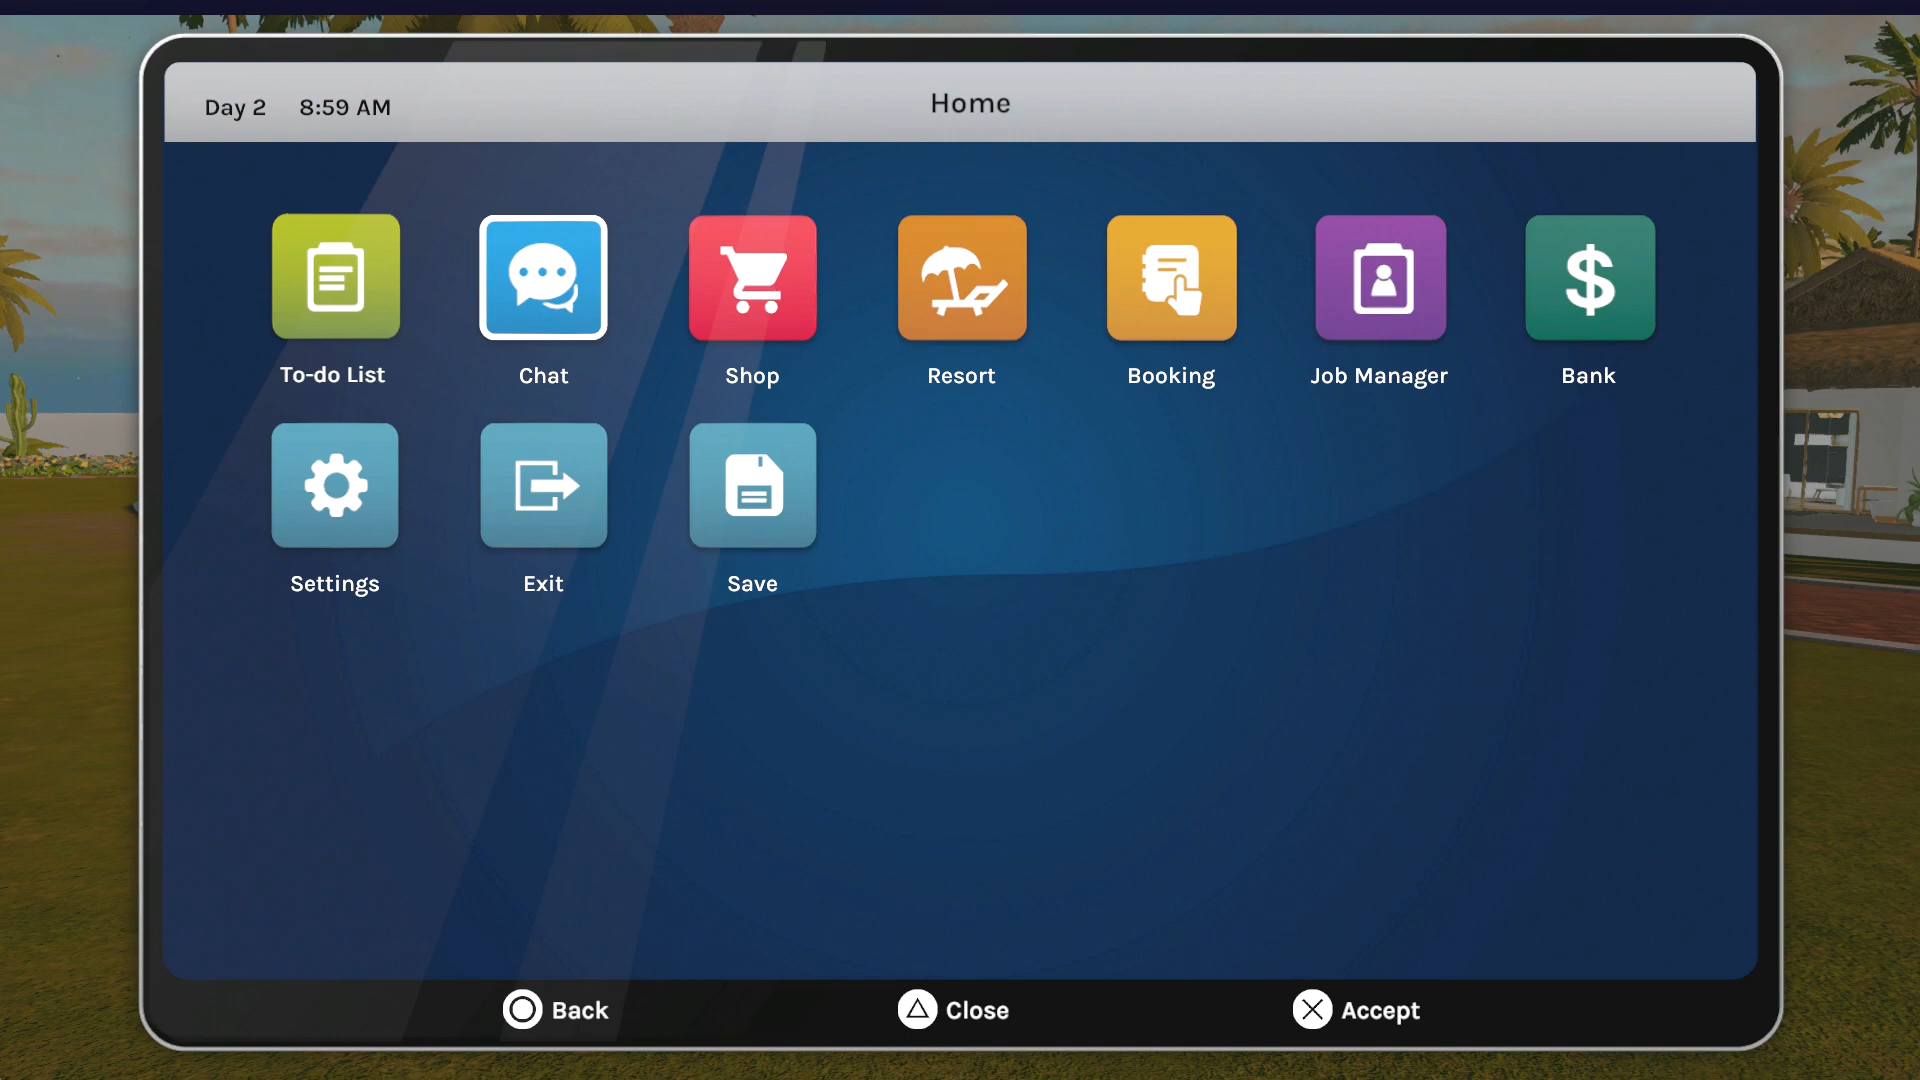 Day 2 8:59 AM Home
To-do List Chat Shop Resort Booking Job Manager Bank
Settings Exit Save
Back Close Accept